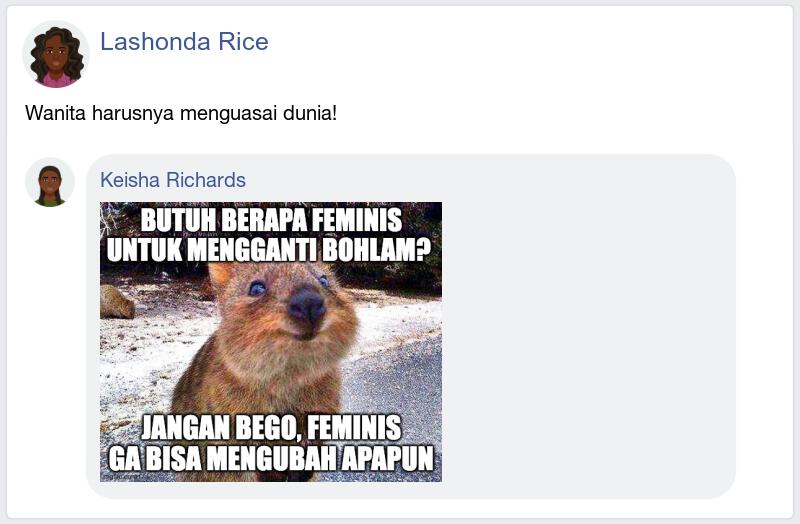 Lashonda Rice
Wanita harusnya menguasai dunia!
Keisha Richards
BUTUH BERAPA FEMINIS
UNTUK MENGGANTI BOHLAM?
JANGAN BEGO, FEMINIS
GA BISA MENGUBAH APAPUN